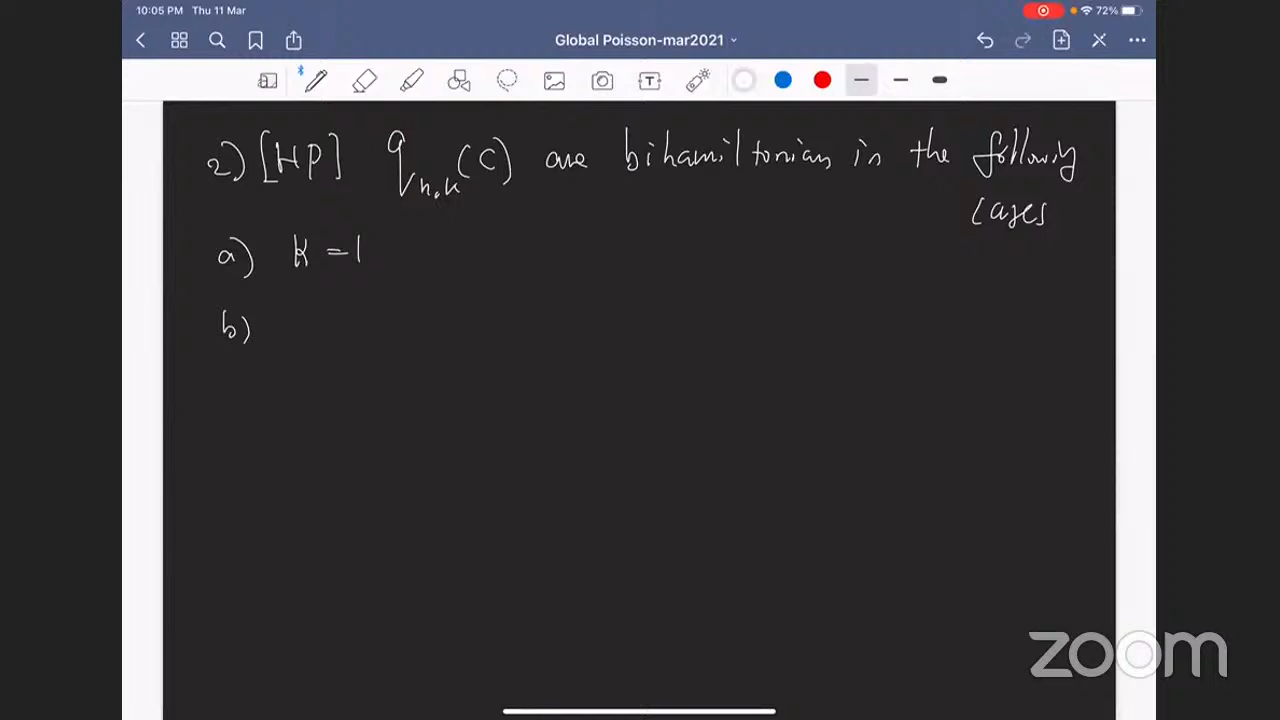 10:05 PM Thu 11 Mar
72%
Global Poisson-mar2021
2) [HP] q_{n,k}(C) are bihamiltonian in the following
cases
a) K = 1
b)
zoom